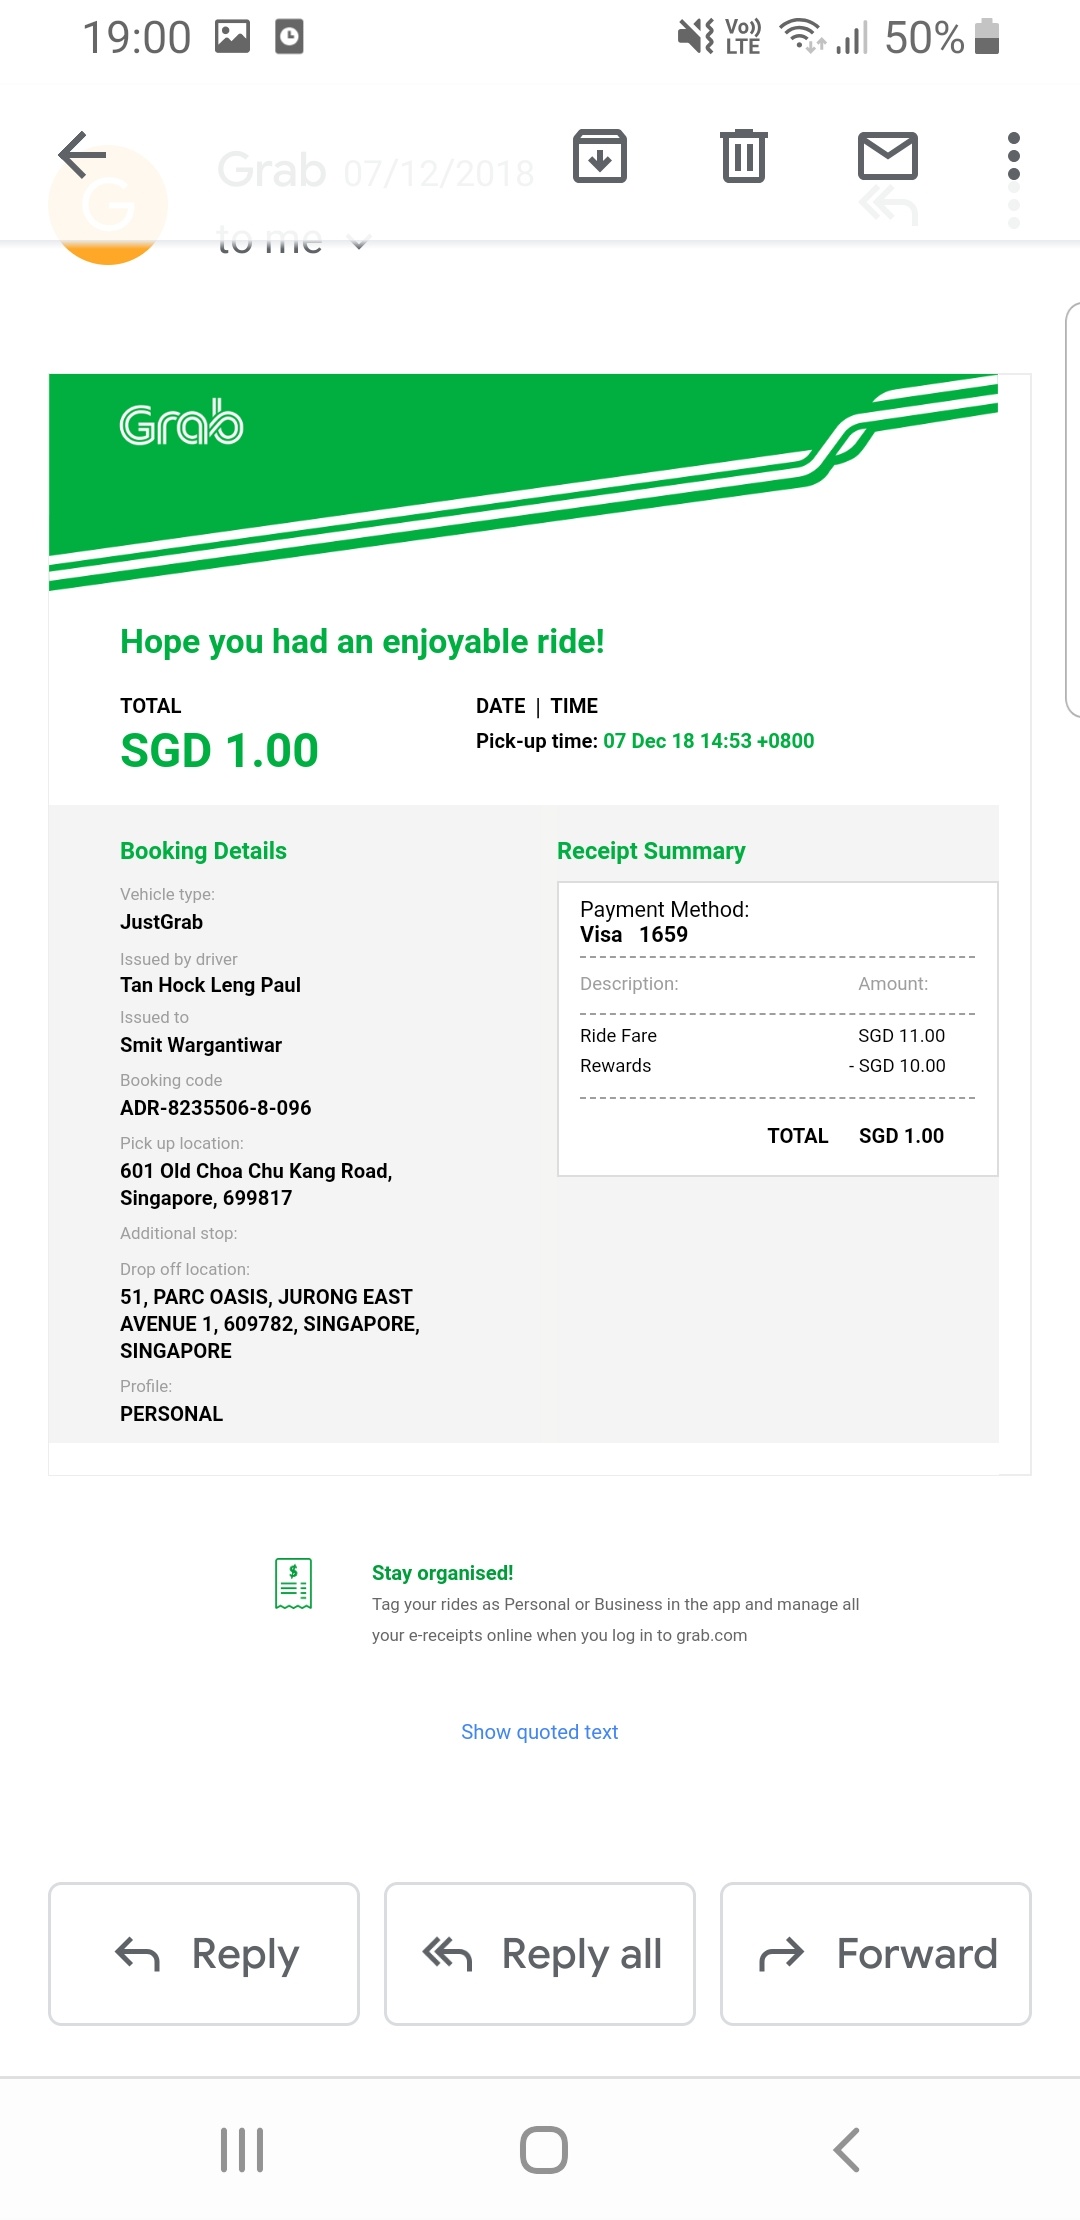 19:00 Vo)) LTE 50%
G Grab 07/12/2018
to me
Grab
Hope you had an enjoyable ride!
TOTAL
SGD 1.00
DATE | TIME
Pick-up time: 07 Dec 18 14:53 +0800
Booking Details
Vehicle type:
JustGrab
Issued by driver
Tan Hock Leng Paul
Issued to
Smit Wargantiwar
Booking code
ADR-8235506-8-096
Pick up location:
601 Old Choa Chu Kang Road,
Singapore, 699817
Additional stop:
Drop off location:
51, PARC OASIS, JURONG EAST
AVENUE 1, 609782, SINGAPORE,
SINGAPORE
Profile:
PERSONAL
Receipt Summary
Payment Method:
Visa 1659
Description: Amount:
Ride Fare SGD 11.00
Rewards - SGD 10.00
TOTAL SGD 1.00
$
Stay organised!
Tag your rides as Personal or Business in the app and manage all
your e-receipts online when you log in to grab.com
Show quoted text
Reply Reply all Forward